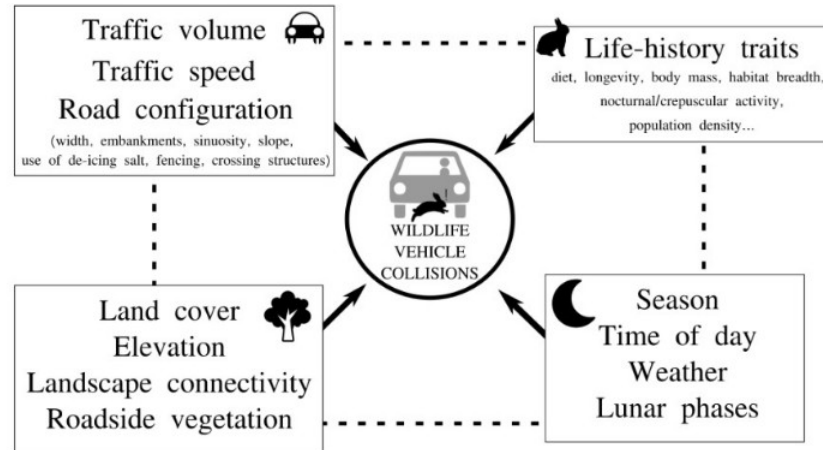 Traffic volume
Traffic speed
Road configuration
(width, embankments, sinuosity, slope,
use of de-icing salt, fencing, crossing structures)
Life-history traits
diet, longevity, body mass, habitat breadth,
nocturnal/crepuscular activity,
population density...
WILDLIFE
VEHICLE
COLLISIONS
Land cover
Elevation
Landscape connectivity
Roadside vegetation
Season
Time of day
Weather
Lunar phases